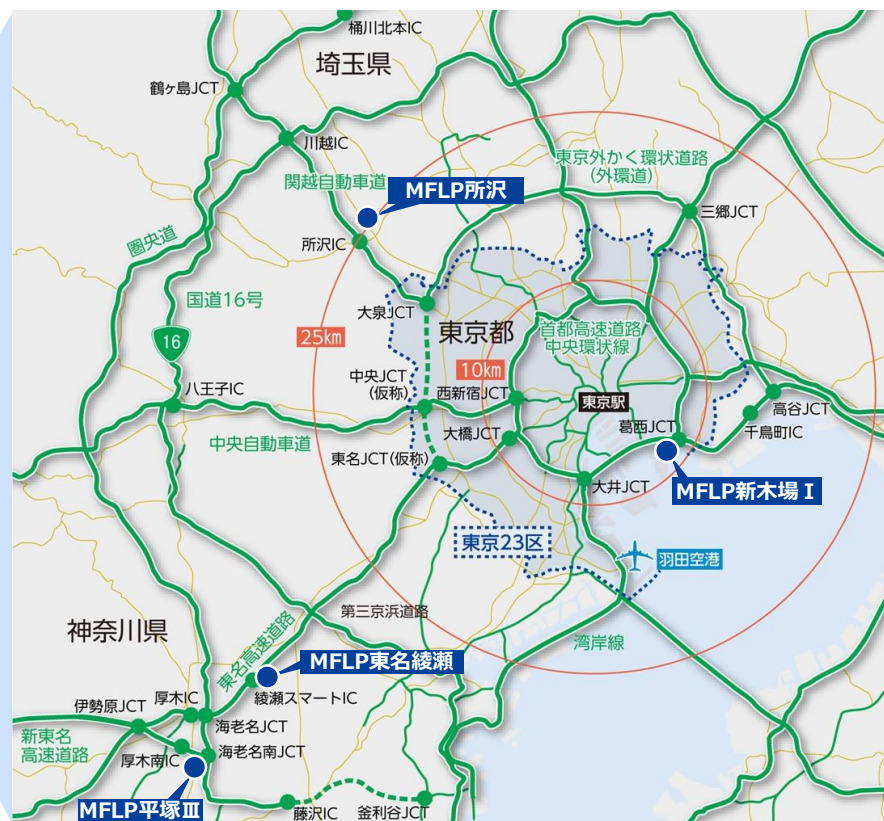 桶川北本IC
埼玉県
鶴ヶ島JCT
川越IC
東京外かく環状道路
(外環道)
関越自動車道
MFLP所沢
三郷JCT
圏央道
所沢IC
国道16号
大泉JCT
16
25km
東京都
首都高速道路
中央環状線
中央JCT
(仮称)
10km
八王子IC
西新宿JCT
東京駅
高谷JCT
葛西JCT
千鳥町IC
中央自動車道
大橋JCT
東名JCT(仮称)
大井JCT
MFLP新木場Ⅰ
東京23区
羽田空港
第三京浜道路
神奈川県
東名高速道路
湾岸線
MFLP東名綾瀬
綾瀬スマートIC
厚木IC
伊勢原JCT
海老名JCT
新東名
高速道路
海老名南JCT
厚木南IC
MFLP平塚Ⅲ
藤沢IC
釜利谷JCT